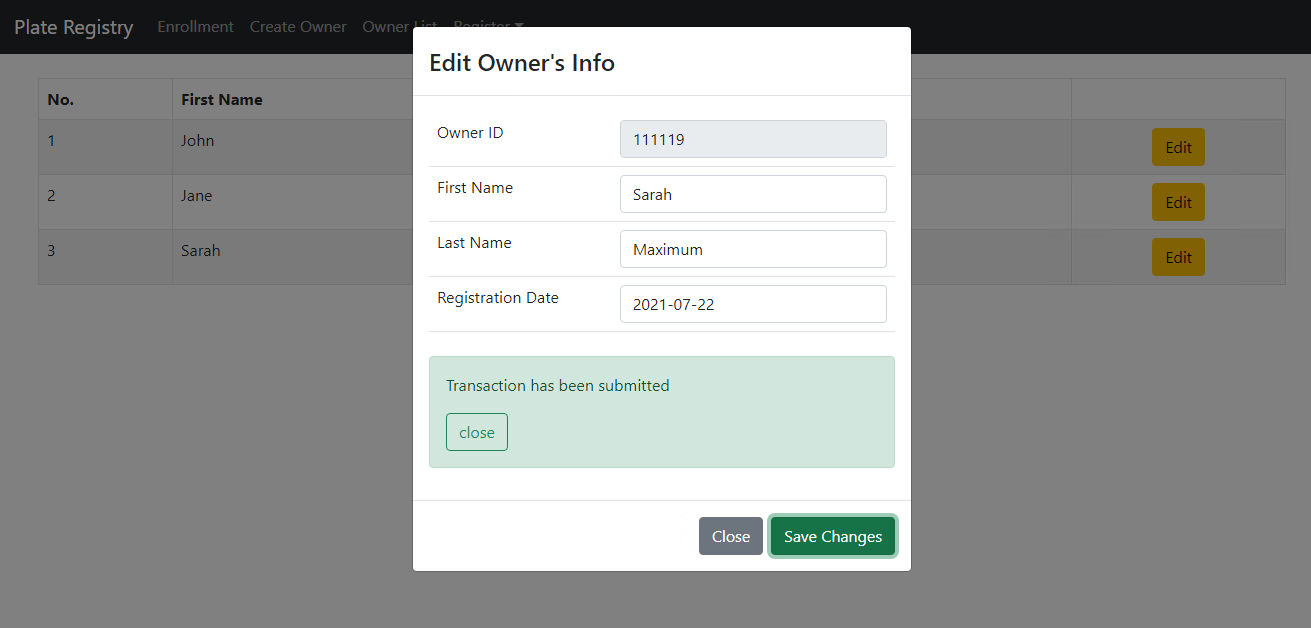 Plate Registry Enrollment Create Owner Owner List Register
Edit Owner's Info
No. First Name
1 John Edit
2 Jane Edit
3 Sarah Edit
Owner ID 111119
First Name Sarah
Last Name Maximum
Registration Date 2021-07-22
Transaction has been submitted
close
Close Save Changes